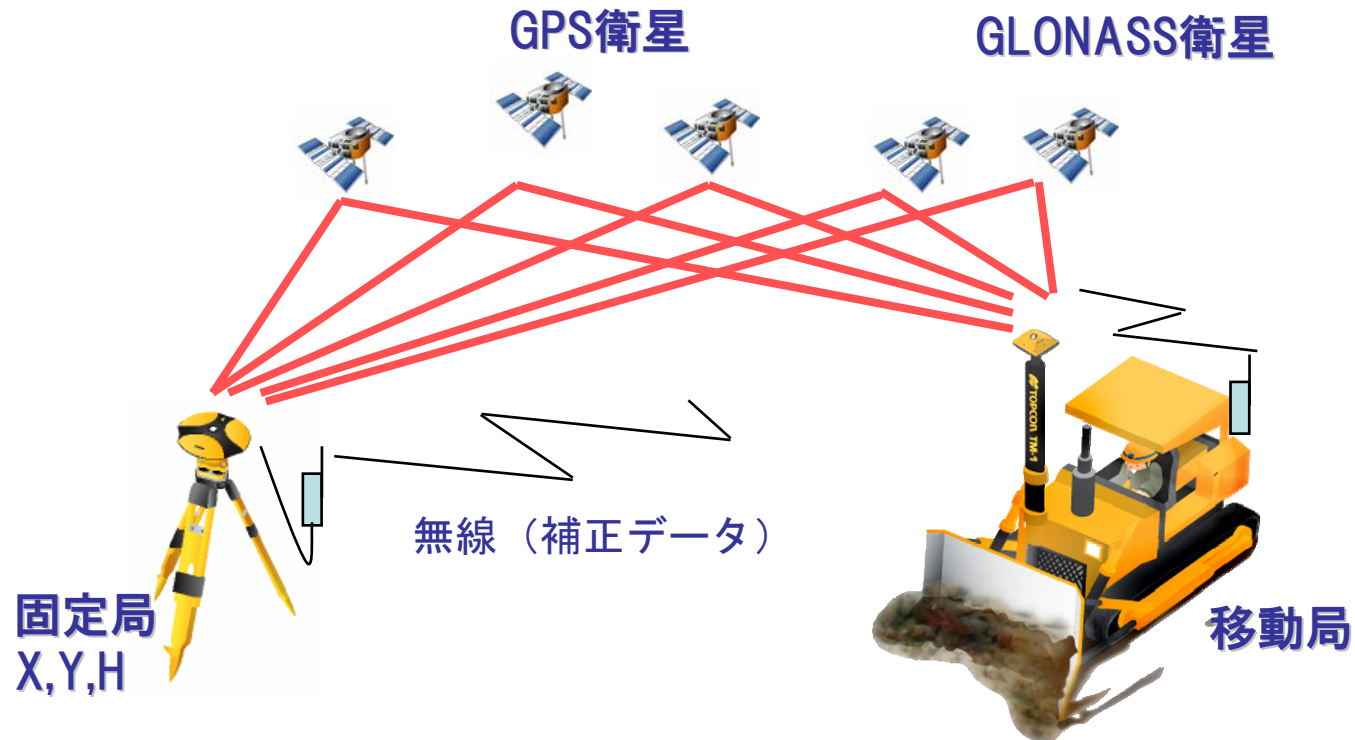 GPS衛星
GLONASS衛星
TOPCON TM-1
無線（補正データ）
固定局
X,Y,H
移動局